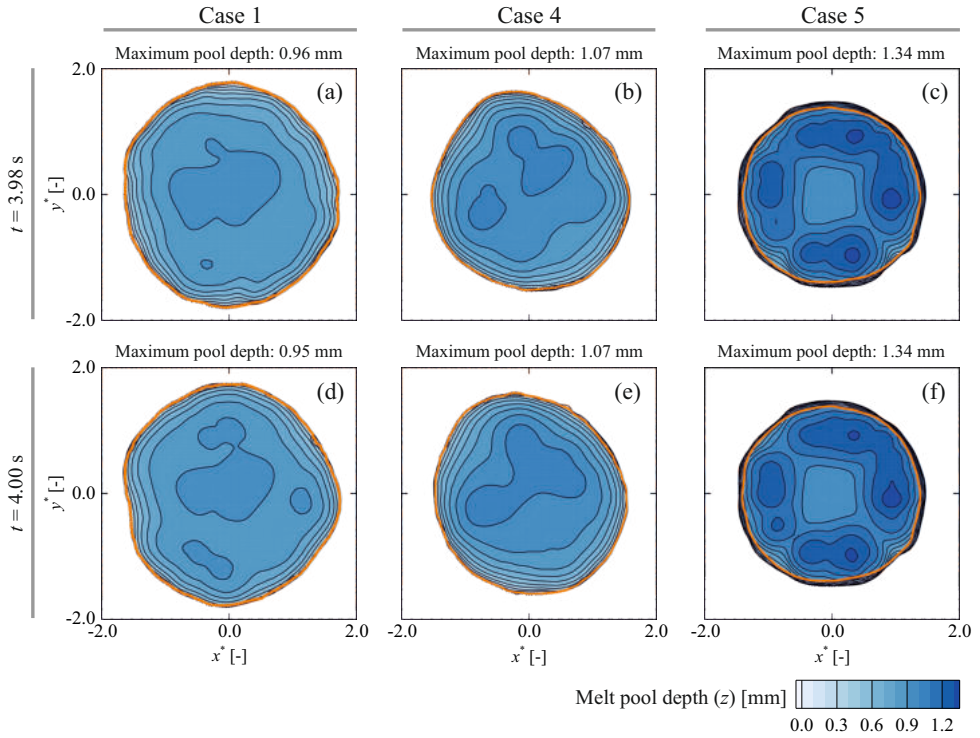 Case 1 Case 4 Case 5
Maximum pool depth: 0.96 mm Maximum pool depth: 1.07 mm Maximum pool depth: 1.34 mm
2.0 (a) (b) (c)
t = 3.98 s
y* [-]
0.0
-2.0
Maximum pool depth: 0.95 mm Maximum pool depth: 1.07 mm Maximum pool depth: 1.34 mm
2.0 (d) (e) (f)
t = 4.00 s
y* [-]
0.0
-2.0
-2.0 0.0 2.0 0.0 2.0 -2.0 0.0 2.0
x* [-] x* [-] x* [-]
Melt pool depth (z) [mm]
0.0 0.3 0.6 0.9 1.2